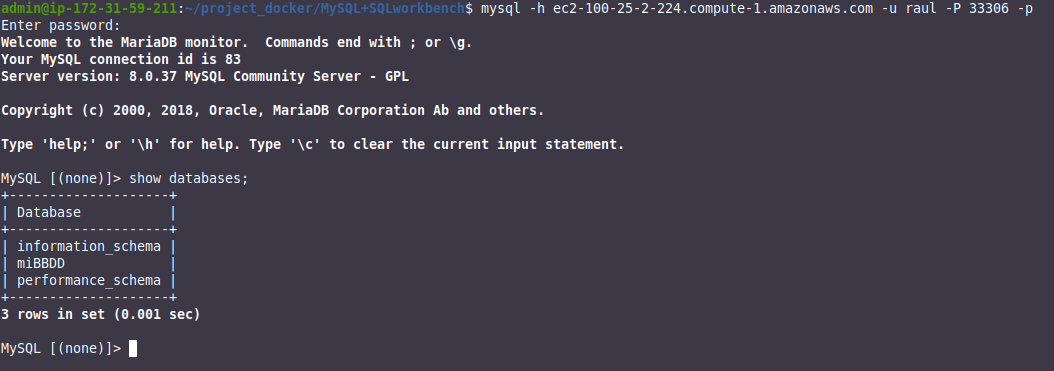 admin@ip-172-31-59-211:~/project_docker/MySQL+SQLworkbench$ mysql -h ec2-100-25-2-224.compute-1.amazonaws.com -u raul -P 33306 -p
Enter password:
Welcome to the MariaDB monitor.  Commands end with ; or \g.
Your MySQL connection id is 83
Server version: 8.0.37 MySQL Community Server - GPL

Copyright (c) 2000, 2018, Oracle, MariaDB Corporation Ab and others.

Type 'help;' or '\h' for help. Type '\c' to clear the current input statement.

MySQL [(none)]> show databases;
+--------------------+
| Database           |
+--------------------+
| information_schema |
| miBBDD             |
| performance_schema |
+--------------------+
3 rows in set (0.001 sec)

MySQL [(none)]>